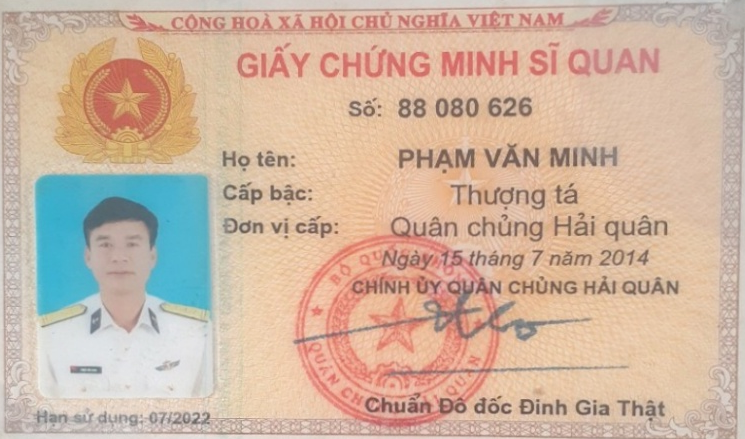 CỘNG HOÀ XÃ HỘI CHỦ NGHĨA VIỆT NAM
GIẤY CHỨNG MINH SĨ QUAN
Số: 88 080 626
Họ tên: PHẠM VĂN MINH
Cấp bậc: Thượng tá
Đơn vị cấp: Quân chủng Hải quân
Ngày 15 tháng 7 năm 2014
CHÍNH ỦY QUÂN CHỦNG HẢI QUÂN
BỘ QUỐC
QUÂN CH QUÂN
Chuẩn Đô đốc Đinh Gia Thật
Hạn sử dụng: 07/2022